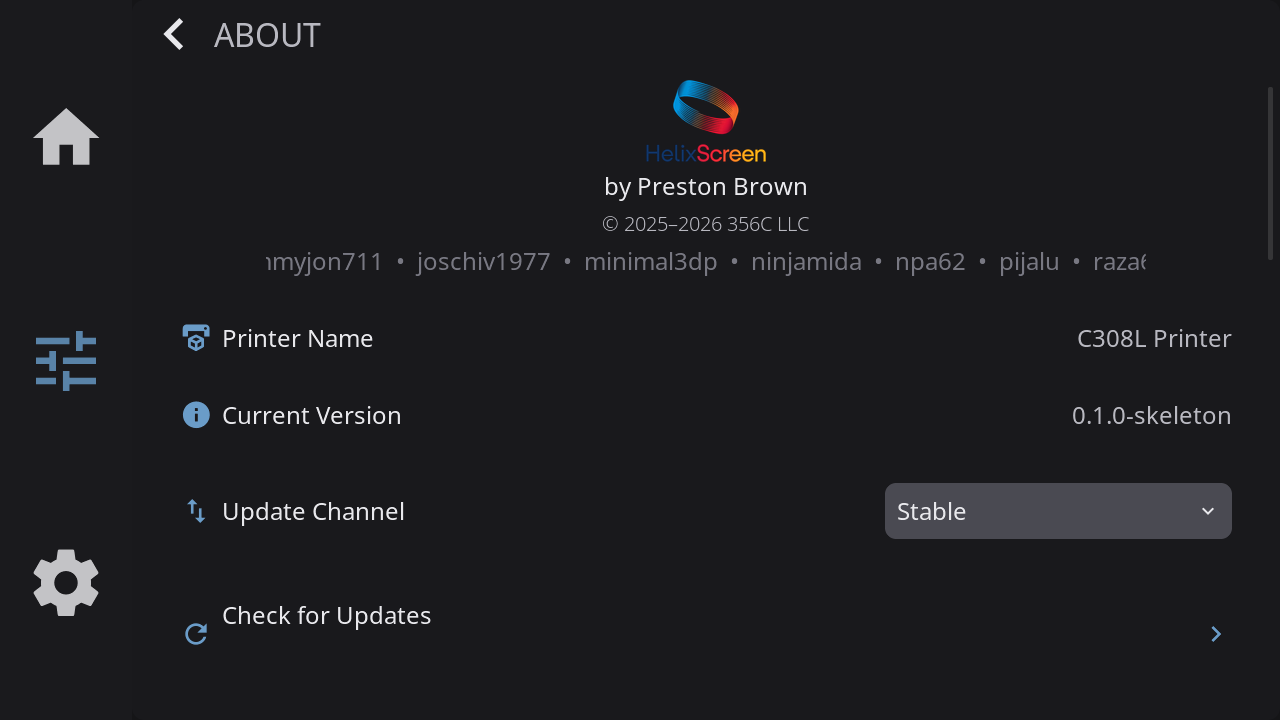 ABOUT
HelixScreen
by Preston Brown
© 2025–2026 356C LLC
• joschiv1977 • minimal3dp • ninjamida • npa62 • pijalu •
Printer Name
C308L Printer
Current Version
0.1.0-skeleton
Update Channel
Stable
Check for Updates